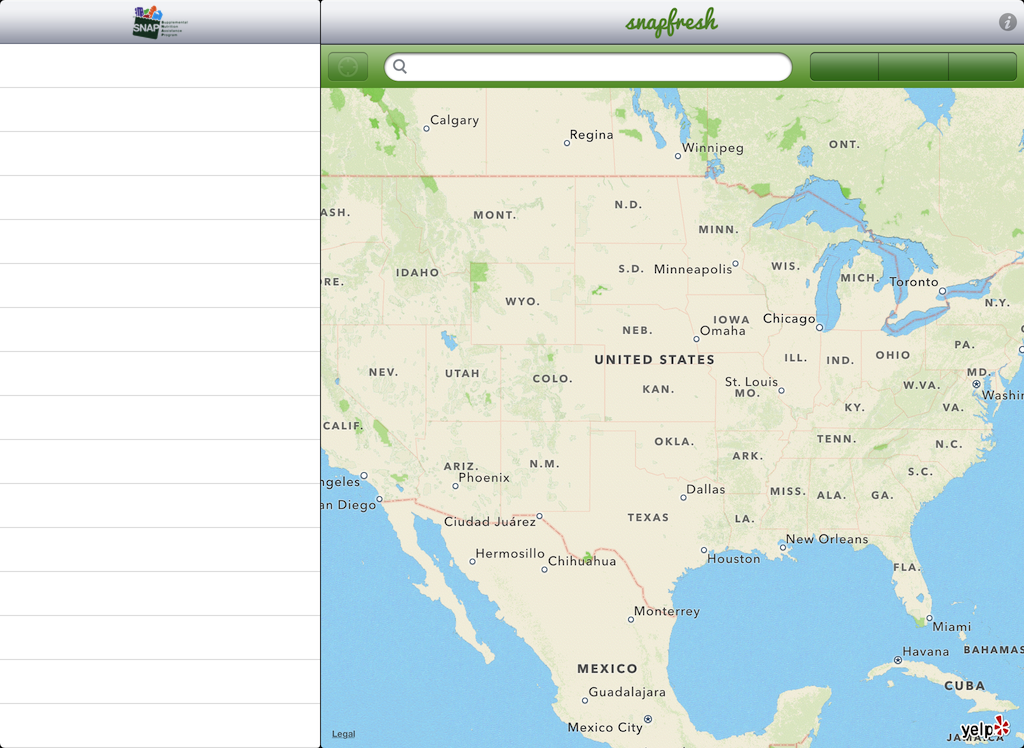 SNAP
Supplemental
Nutrition
Assistance
Program
snapfresh
i
Calgary
Regina
Winnipeg
ONT.
ASH.
MONT.
N.D.
MINN.
IDAHO
S.D.
Minneapolis
WIS.
MICH.
Toronto
RE.
WYO.
N.Y.
IOWA
Chicago
NEB.
Omaha
UNITED STATES
ILL.
IND.
OHIO
PA.
NEV.
UTAH
COLO.
KAN.
St. Louis
MO.
W.VA.
MD.
Washin
KY.
VA.
CALIF.
OKLA.
TENN.
N.C.
ARIZ.
N.M.
ARK.
S.C.
ngeles
Phoenix
Dallas
MISS.
ALA.
GA.
an Diego
Ciudad Juárez
TEXAS
LA.
New Orleans
Hermosillo
Chihuahua
Houston
FLA.
Monterrey
Miami
Havana
BAHAMAS
MEXICO
CUBA
Guadalajara
Mexico City
Legal
yelp
JAMAICA